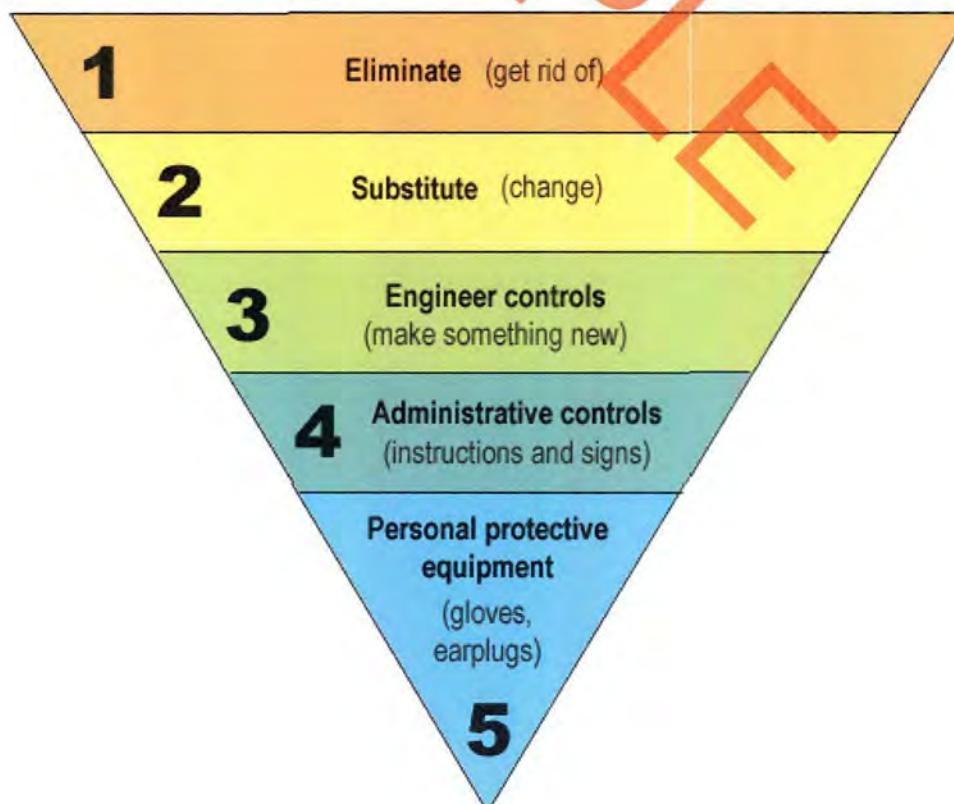 1
Eliminate (get rid of)
2
Substitute (change)
3
Engineer controls
(make something new)
4
Administrative controls
(instructions and signs)
Personal protective
equipment
(gloves,
earplugs)
5